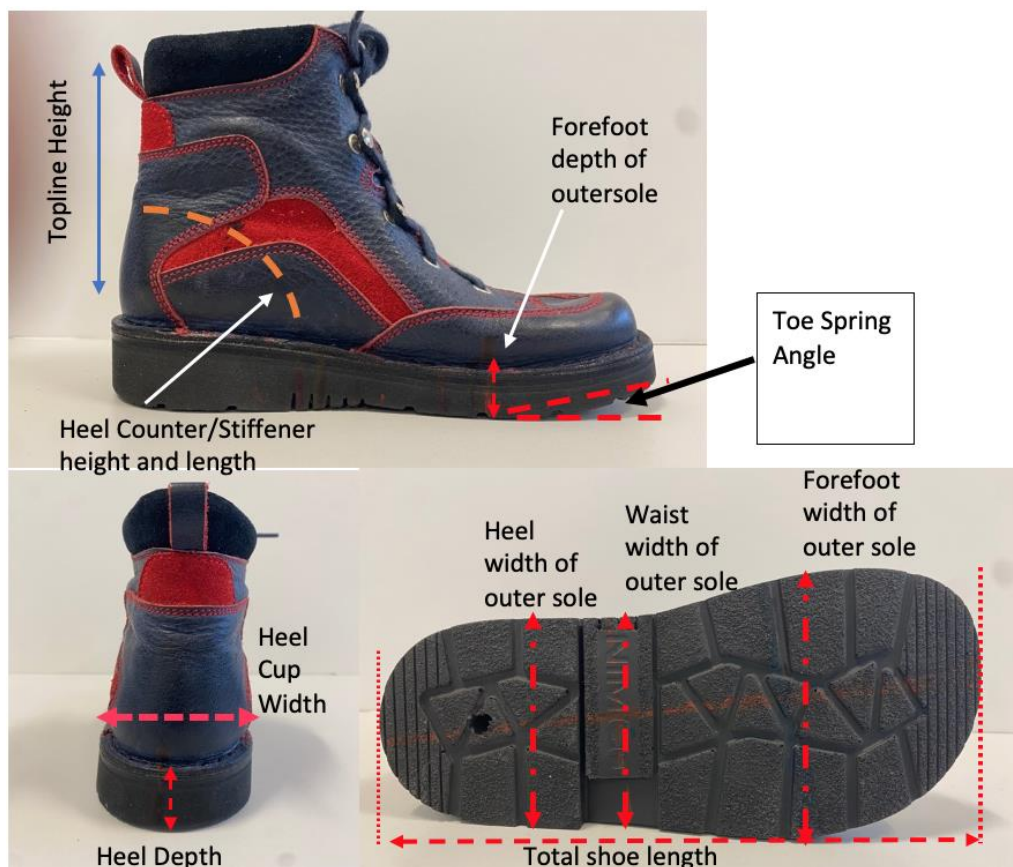 Topline Height
Forefoot
depth of
outersole
Toe Spring
Angle
Heel Counter/Stiffener
height and length
Heel
Cup
Width
Heel Depth
Heel
width of
outer sole
Waist
width of
outer sole
Forefoot
width of
outer sole
Total shoe length